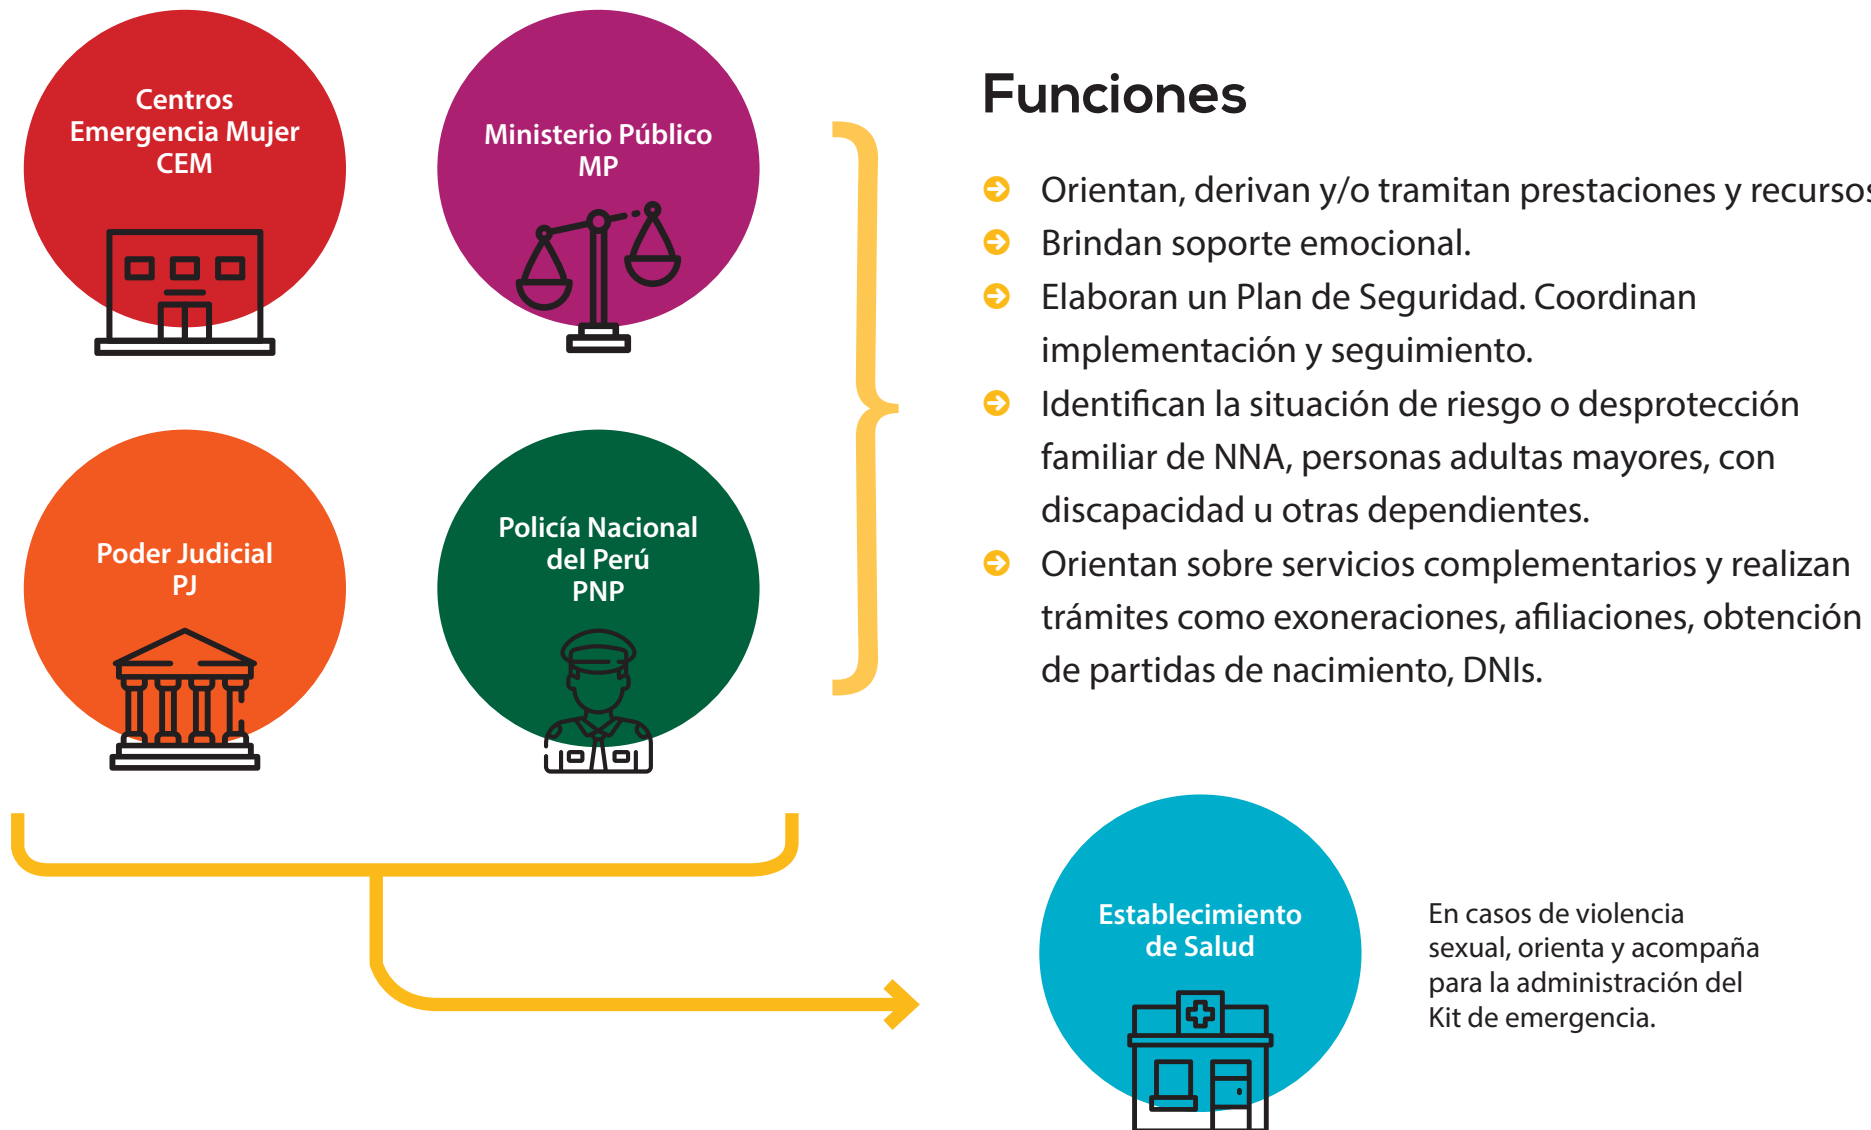 Centros
Emergencia Mujer
CEM
Ministerio Público
MP
Poder Judicial
PJ
Policía Nacional
del Perú
PNP
Funciones
Orientan, derivan y/o tramitan prestaciones y recursos
Brindan soporte emocional.
Elaboran un Plan de Seguridad. Coordinan
implementación y seguimiento.
Identifican la situación de riesgo o desprotección
familiar de NNA, personas adultas mayores, con
discapacidad u otras dependientes.
Orientan sobre servicios complementarios y realizan
trámites como exoneraciones, afiliaciones, obtención
de partidas de nacimiento, DNIs.
Establecimiento
de Salud
En casos de violencia
sexual, orienta y acompaña
para la administración del
Kit de emergencia.